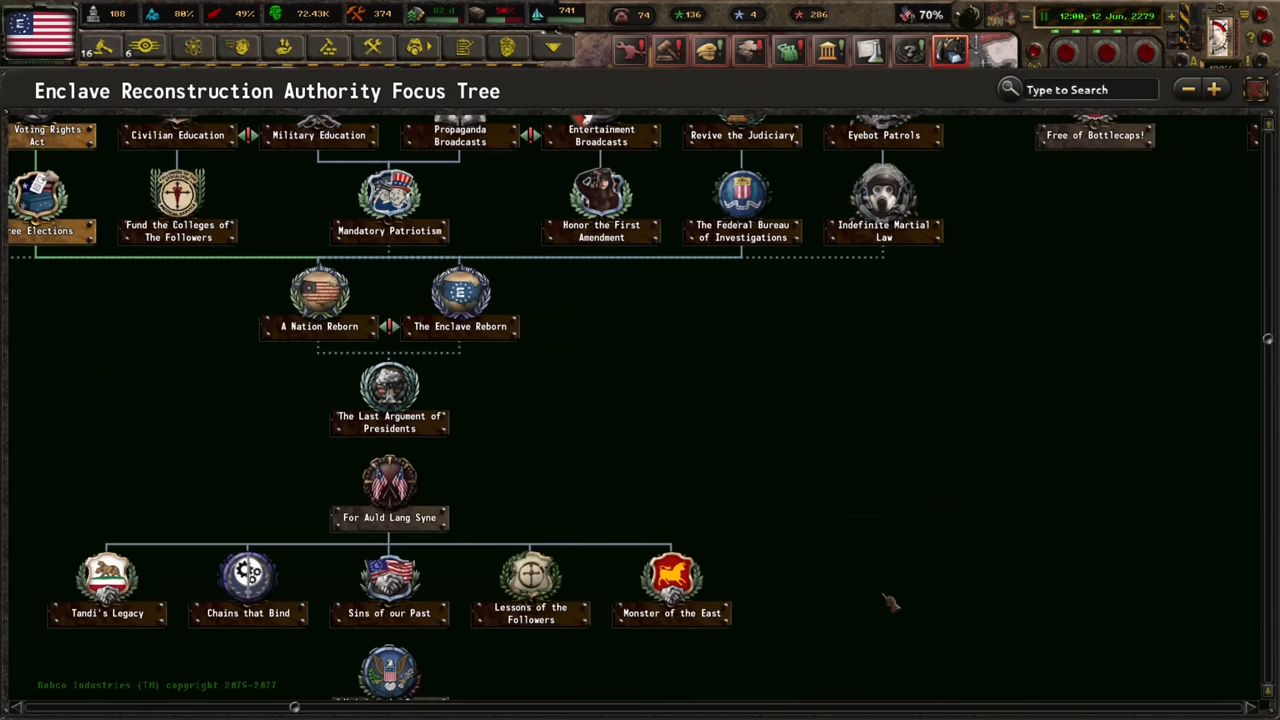 188 80% 49% 72.43K 374 82 d 50% 741 74 136 4 286 70% 12:00, 12 Jun, 2279
16 6
Enclave Reconstruction Authority Focus Tree
Type to Search
Voting Rights
Act
Civilian Education
Military Education
Propaganda
Broadcasts
Entertainment
Broadcasts
Revive the Judiciary
Eyebot Patrols
Free of Bottlecaps!
ree Elections
Fund the Colleges of
The Followers
Mandatory Patriotism
Honor the First
Amendment
The Federal Bureau
of Investigations
Indefinite Martial
Law
A Nation Reborn
The Enclave Reborn
The Last Argument of
Presidents
For Auld Lang Syne
Tandi's Legacy
Chains that Bind
Sins of our Past
Lessons of the
Followers
Monster of the East
Robco Industries (TM) copyright 2075-2077